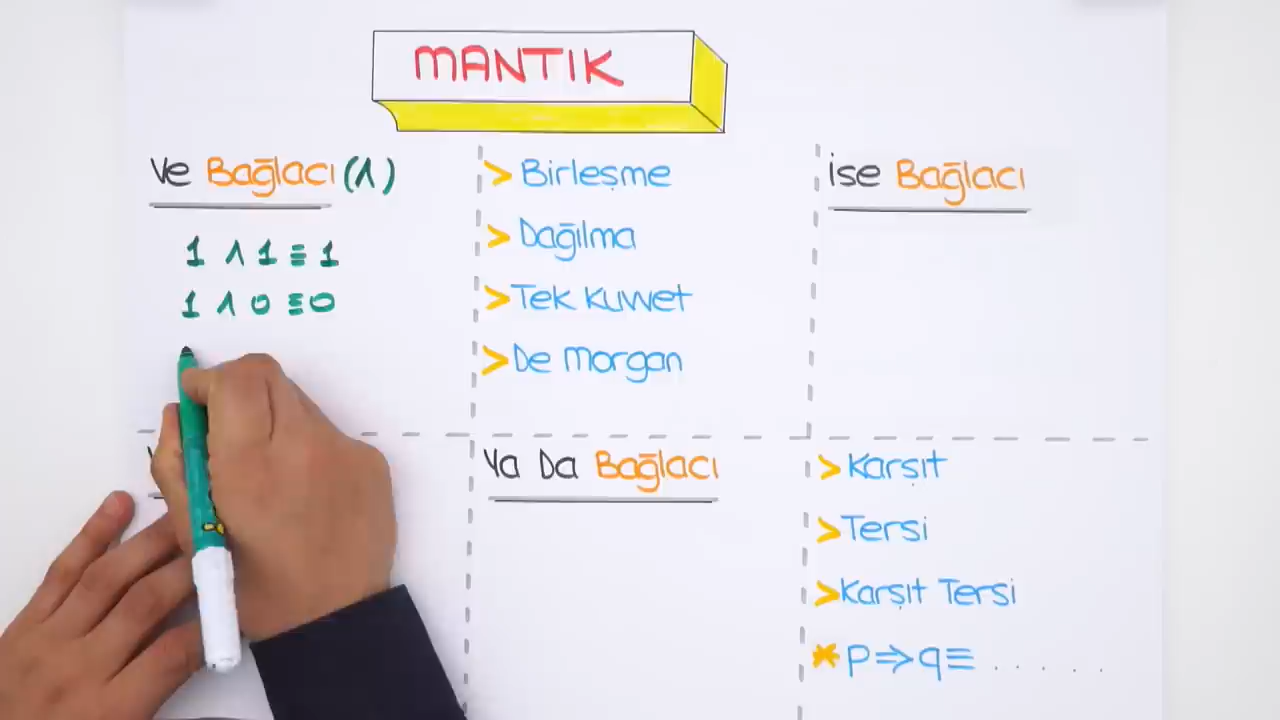 MANTIK
Ve Bağlacı (∧)
1 ∧ 1 ≡ 1
1 ∧ 0 ≡ 0
> Birleşme
> Dağılma
> Tek Kuvvet
> De Morgan
İse Bağlacı
Ya Da Bağlacı
> Karşıt
> Tersi
> Karşıt Tersi
* p⇒q≡ . . . . .